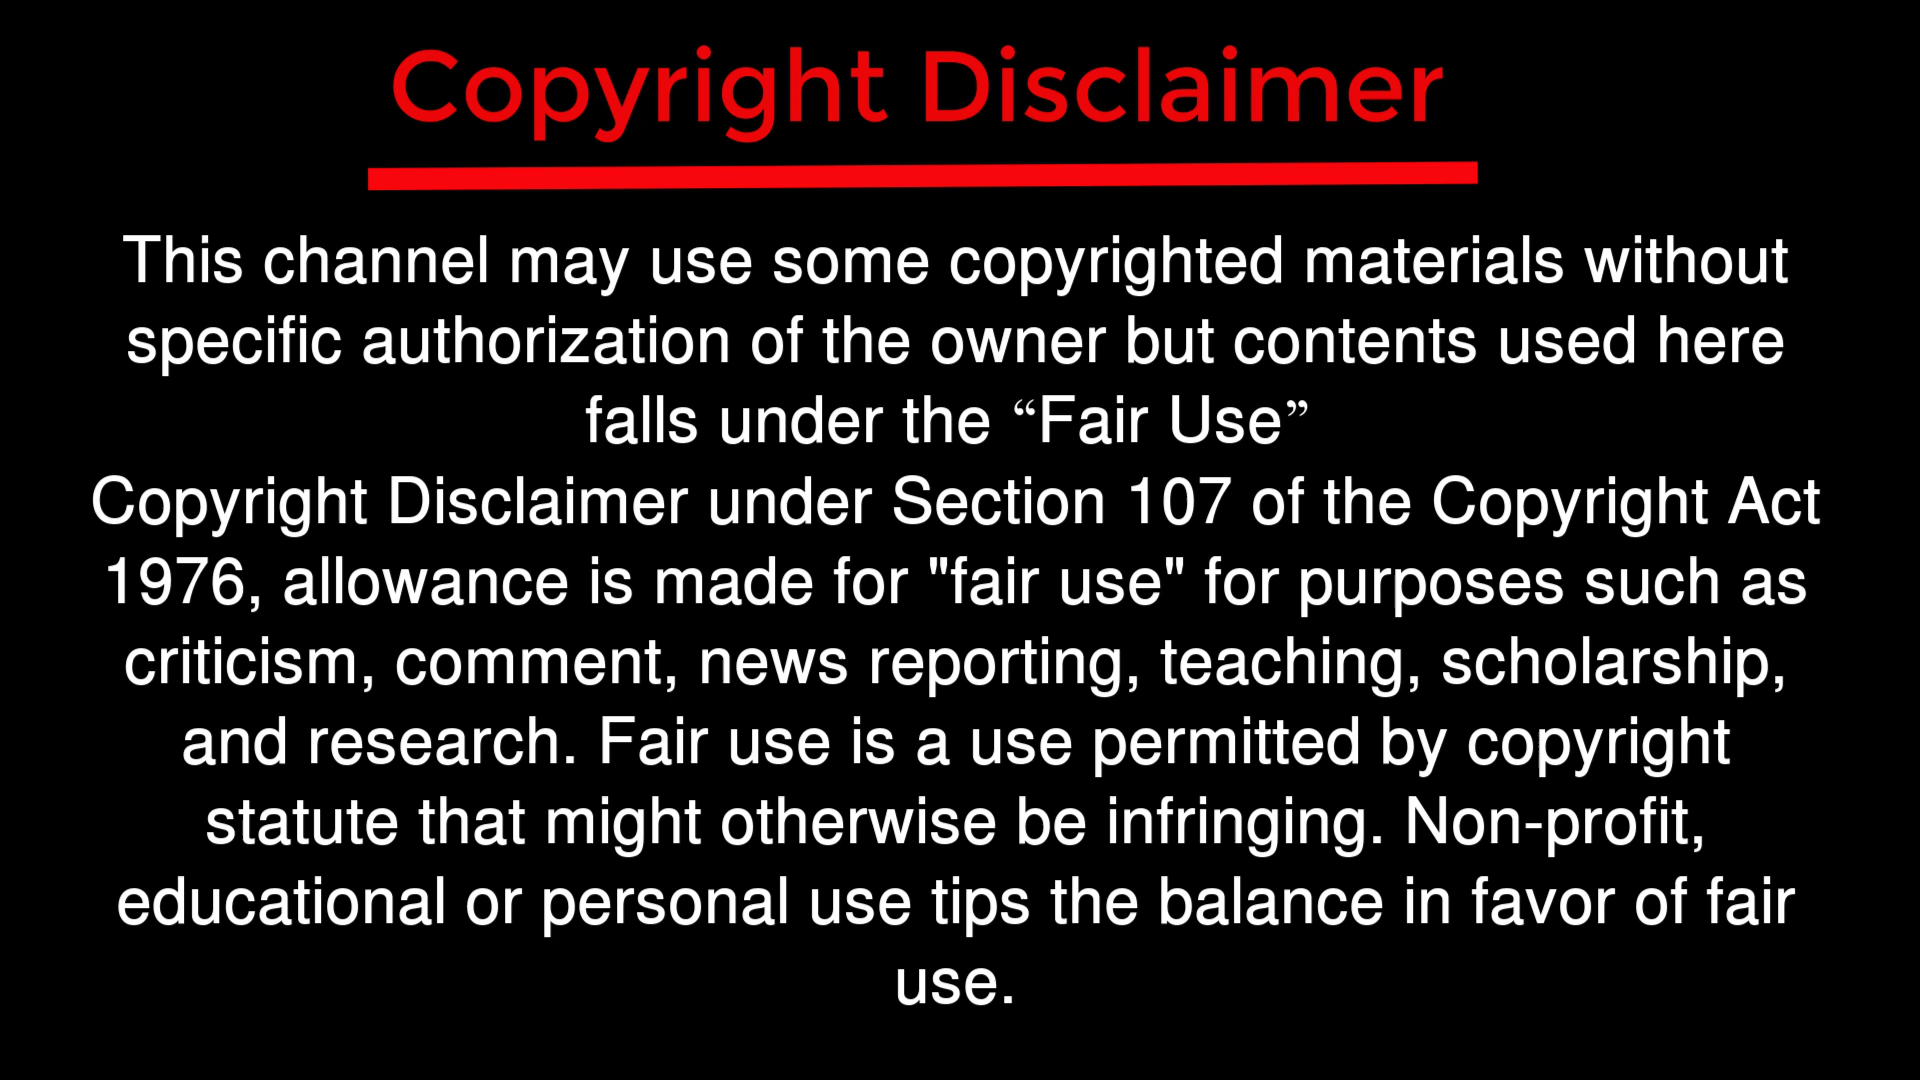 Copyright Disclaimer
This channel may use some copyrighted materials without
specific authorization of the owner but contents used here
falls under the “Fair Use”
Copyright Disclaimer under Section 107 of the Copyright Act
1976, allowance is made for "fair use" for purposes such as
criticism, comment, news reporting, teaching, scholarship,
and research. Fair use is a use permitted by copyright
statute that might otherwise be infringing. Non-profit,
educational or personal use tips the balance in favor of fair
use.